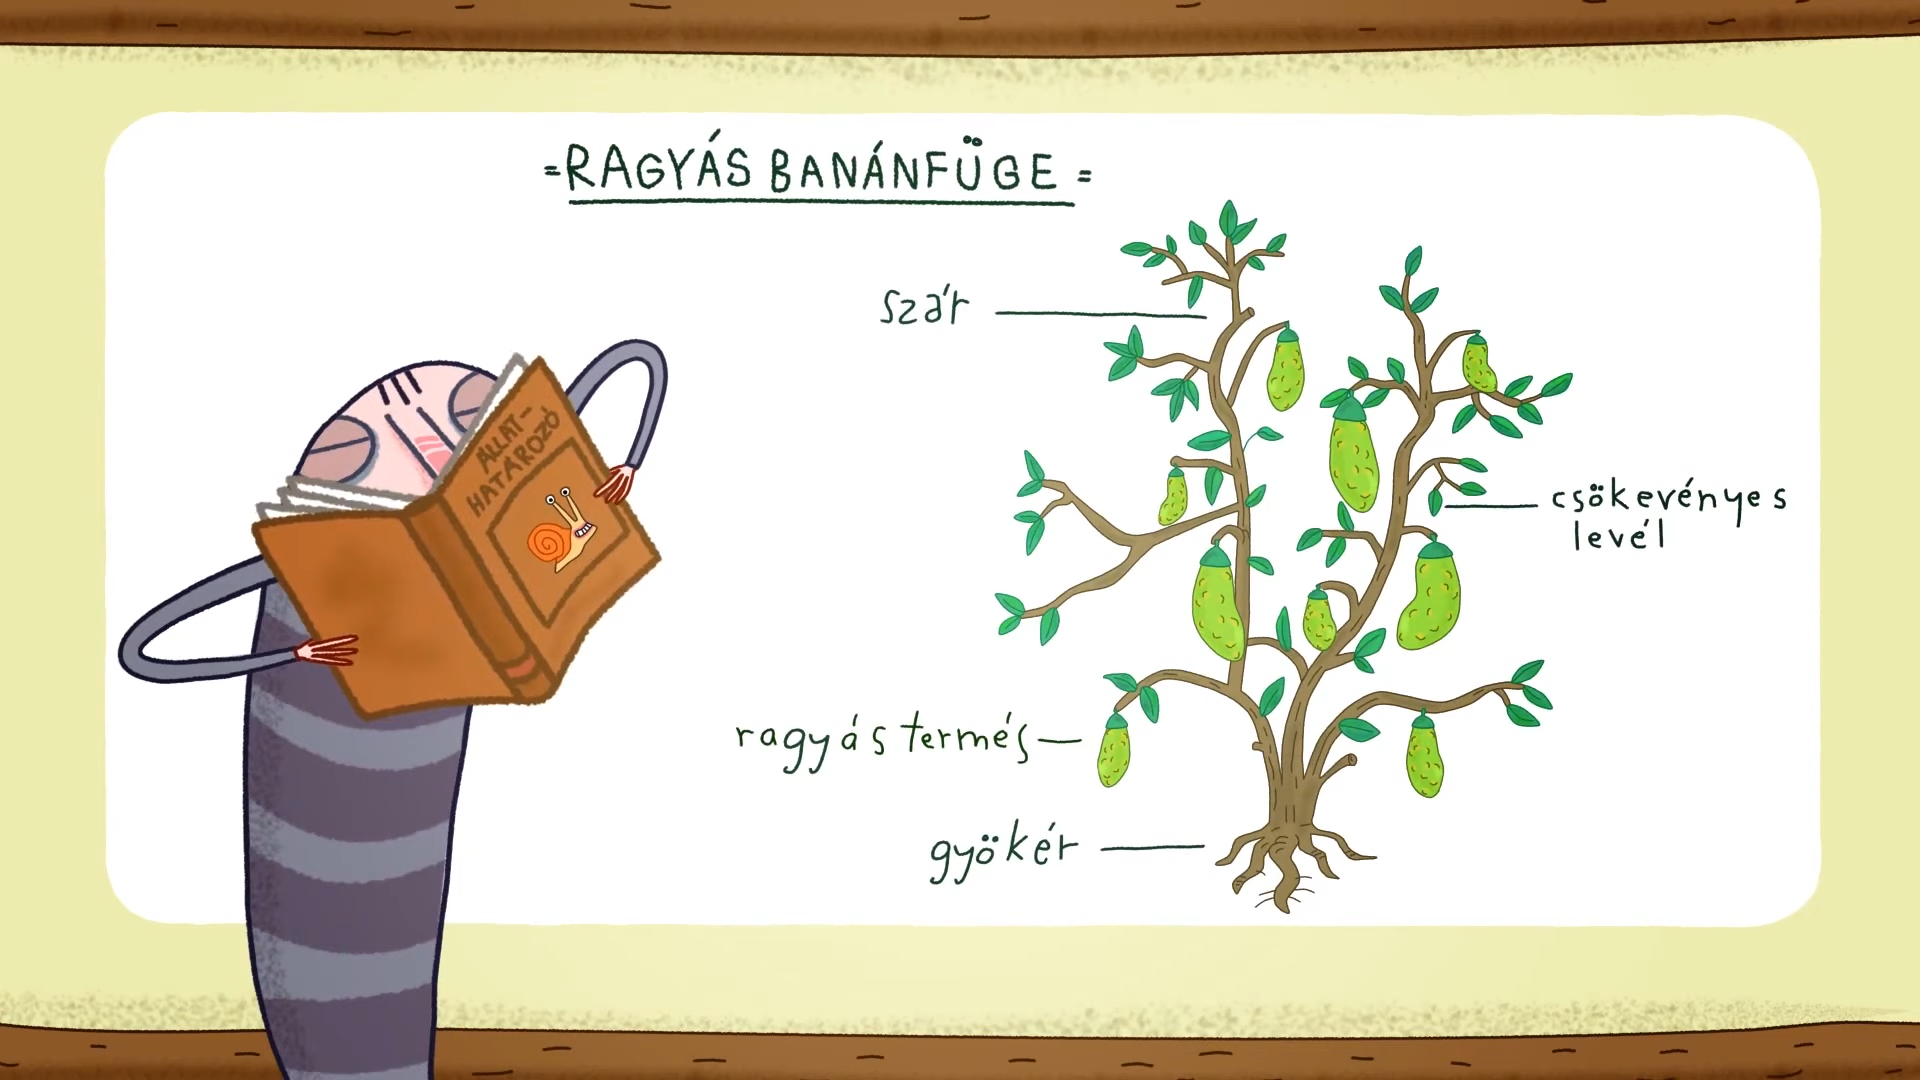 =RAGYÁS BANÁNFÜGE=
szár
ÁLLAT-
HATÁROZÓ
csökevényes
levél
ragyás termés
gyökér